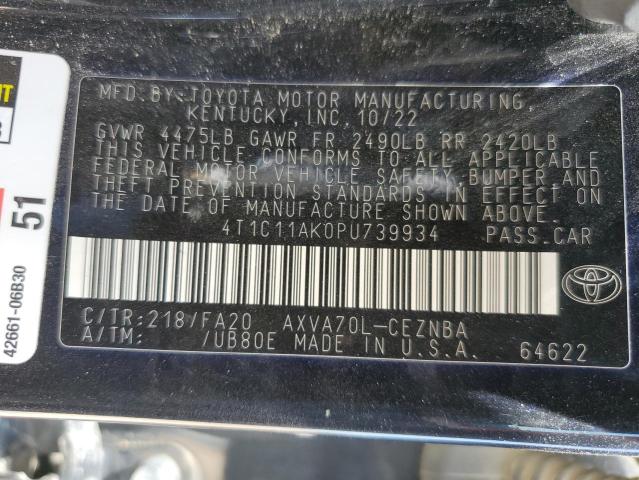 MFD. BY: TOYOTA MOTOR MANUFACTURING,
KENTUCKY, INC. 10/22
GVWR 4475LB GAWR FR 2490LB RR 2420LB
THIS VEHICLE CONFORMS TO ALL APPLICABLE
FEDERAL MOTOR VEHICLE SAFETY, BUMPER, AND
THEFT PREVENTION STANDARDS IN EFFECT ON
THE DATE OF MANUFACTURE SHOWN ABOVE.
4T1C11AK0PU739934 PASS.CAR
C/TR:218/FA20 AXVA70L-CEZNBA
A/TM: /UB80E MADE IN U.S.A. 64622
51
42661-06B30